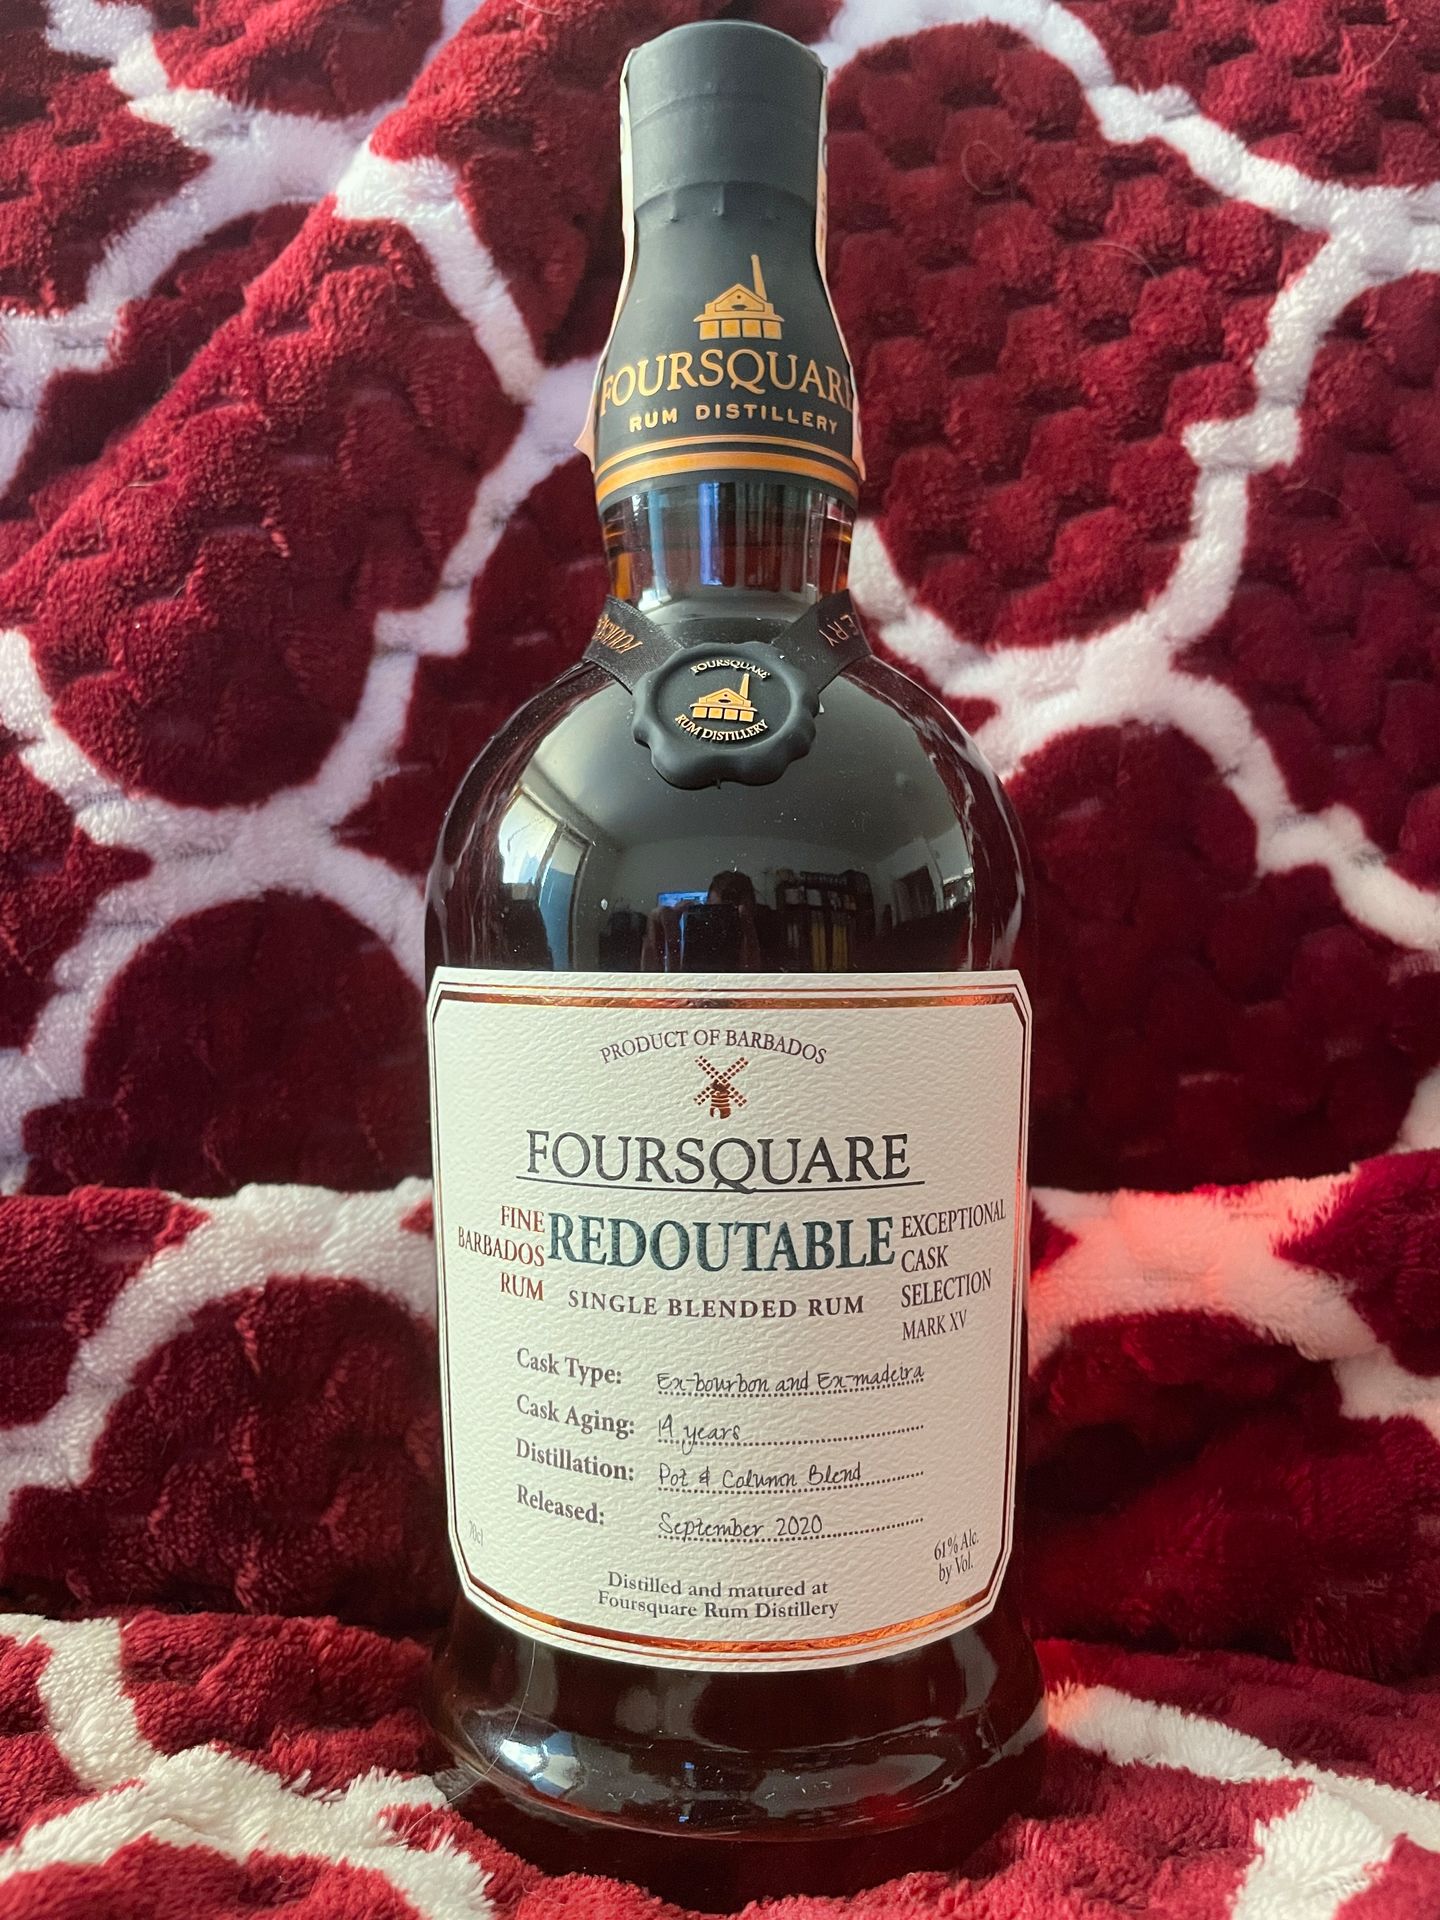 FOURSQUARE
RUM DISTILLERY
FOURSQUARE
RUM DISTILLERY
PRODUCT OF BARBADOS
FOURSQUARE
FINE
BARBADOS
RUM
REDOUTABLE
SINGLE BLENDED RUM
EXCEPTIONAL
CASK
SELECTION
MARK XV
Cask Type: Ex-bourbon and Ex-madeira
Cask Aging: 14 years
Distillation: Pot & Column Blend
Released: September 2020
70cl
61% Alc.
by Vol.
Distilled and matured at
Foursquare Rum Distillery